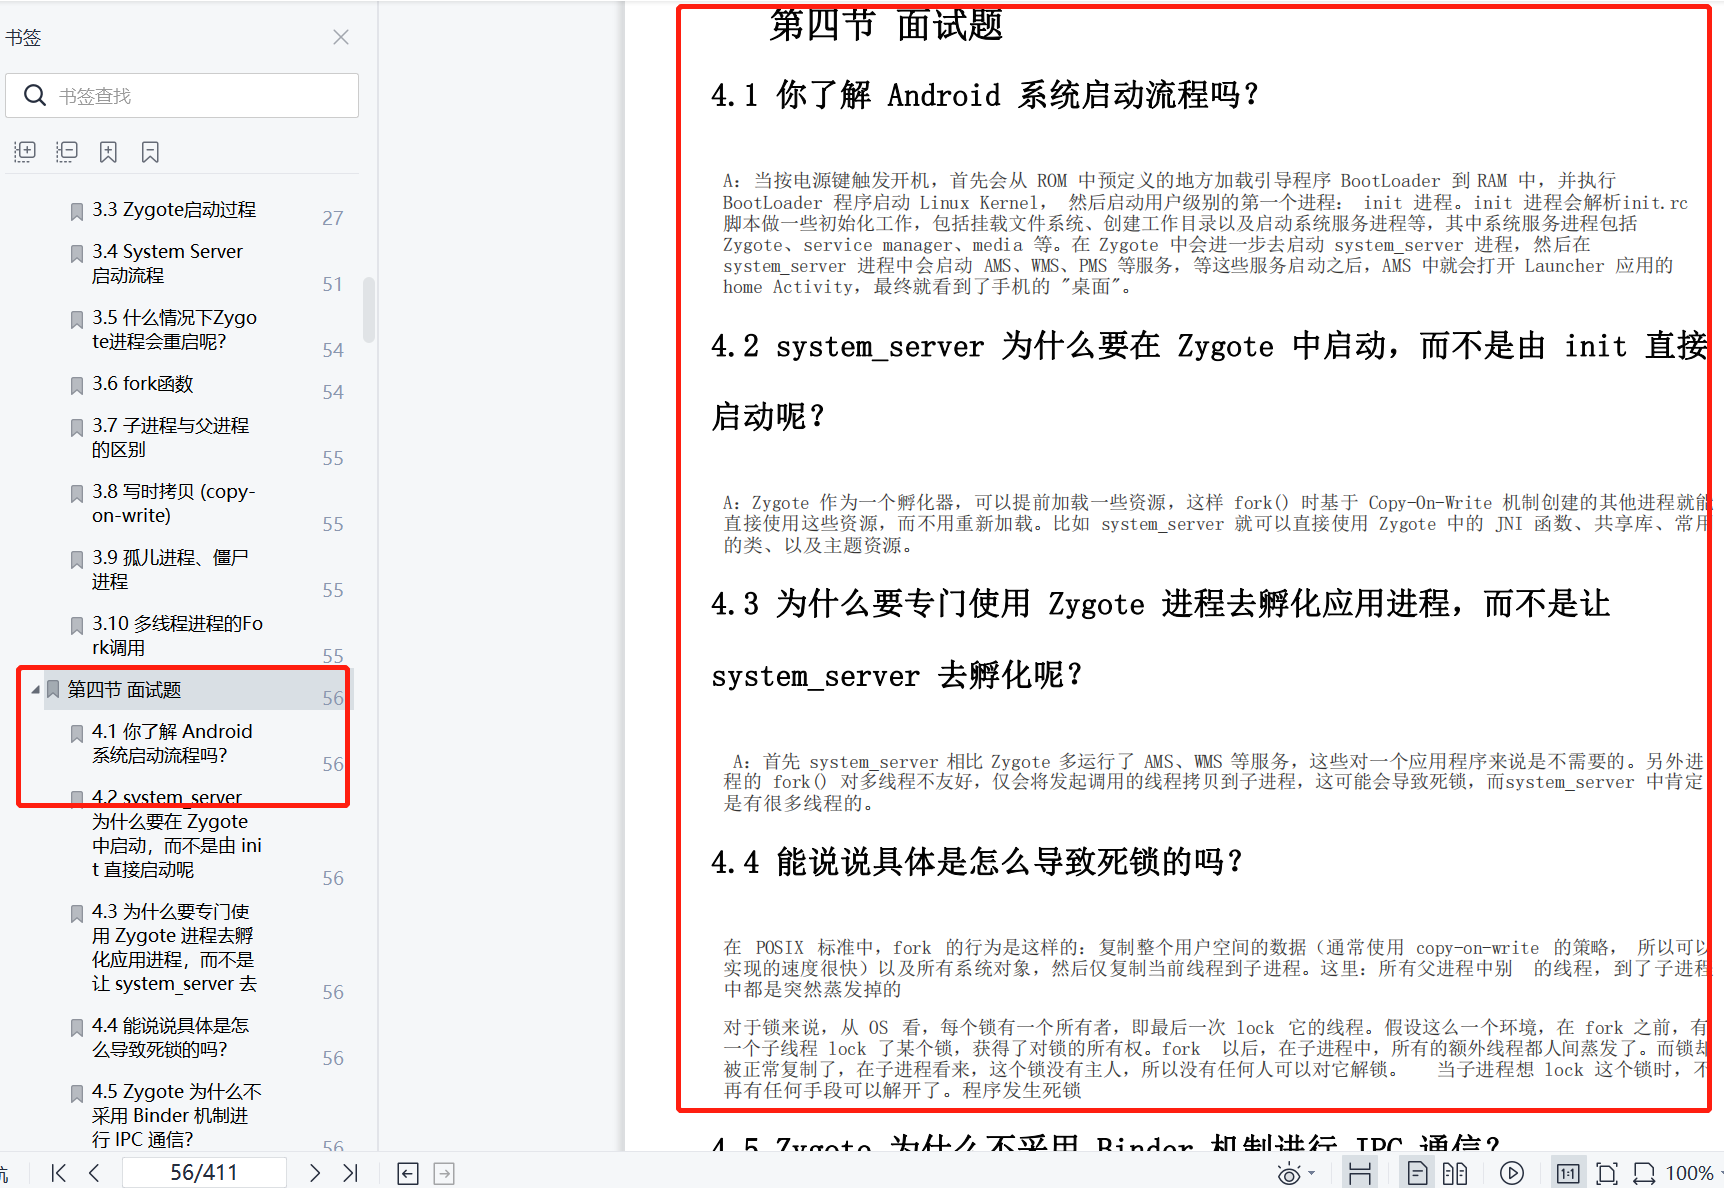 书签
书签查找
3.3 Zygote启动过程
27
3.4 System Server
启动流程
51
3.5 什么情况下Zygo
te进程会重启呢?
54
3.6 fork函数
54
3.7 子进程与父进程
的区别
55
3.8 写时拷贝 (copy-
on-write)
55
3.9 孤儿进程、僵尸
进程
55
3.10 多线程进程的Fo
rk调用
55
第四节 面试题
56
4.1 你了解 Android
系统启动流程吗?
56
4.2 system_server
为什么要在 Zygote
中启动，而不是由 ini
t 直接启动呢
56
4.3 为什么要专门使
用 Zygote 进程去孵
化应用进程，而不是
让 system_server 去
56
4.4 能说说具体是怎
么导致死锁的吗?
56
4.5 Zygote 为什么不
采用 Binder 机制进
行 IPC 通信?
56
第四节 面试题
4.1 你了解 Android 系统启动流程吗？
A: 当按电源键触发开机，首先会从 ROM 中预定义的地方加载引导程序 BootLoader 到 RAM 中，并执行
BootLoader 程序启动 Linux Kernel， 然后启动用户级别的第一个进程： init 进程。init 进程会解析init.rc
脚本做一些初始化工作，包括挂载文件系统、创建工作目录以及启动系统服务进程等，其中系统服务进程包括
Zygote、service manager、media 等。在 Zygote 中会进一步去启动 system_server 进程，然后在
system_server 进程中会启动 AMS、WMS、PMS 等服务，等这些服务启动之后，AMS 中就会打开 Launcher 应用的
home Activity，最终就看到了手机的 "桌面"。
4.2 system_server 为什么要在 Zygote 中启动，而不是由 init 直接
启动呢？
A: Zygote 作为一个孵化器，可以提前加载一些资源，这样 fork() 时基于 Copy-On-Write 机制创建的其他进程就能
直接使用这些资源，而不用重新加载。比如 system_server 就可以直接使用 Zygote 中的 JNI 函数、共享库、常用
的类、以及主题资源。
4.3 为什么要专门使用 Zygote 进程去孵化应用进程，而不是让
system_server 去孵化呢？
A: 首先 system_server 相比 Zygote 多运行了 AMS、WMS 等服务，这些对一个应用程序来说是不需要的。另外进
程的 fork() 对多线程不友好，仅会将发起调用的线程拷贝到子进程，这可能会导致死锁，而system_server 中肯定
是有很多线程的。
4.4 能说说具体是怎么导致死锁的吗？
在 POSIX 标准中，fork 的行为是这样的：复制整个用户空间的数据（通常使用 copy-on-write 的策略， 所以可以
实现的速度很快）以及所有系统对象，然后仅复制当前线程到子进程。这里：所有父进程中别 的线程，到了子进程
中都是突然蒸发掉的
对于锁来说，从 OS 看，每个锁有一个所有者，即最后一次 lock 它的线程。假设这么一个环境，在 fork 之前，有
一个子线程 lock 了某个锁，获得了对锁的所有权。fork 以后，在子进程中，所有的额外线程都人间蒸发了。而锁却
被正常复制了，在子进程看来，这个锁没有主人，所以没有任何人可以对它解锁。 当子进程想 lock 这个锁时，不
再有任何手段可以解开了。程序发生死锁
4.5 Zygote 为什么不采用 Binder 机制进行 IPC 通信？
56/411
1:1
100%